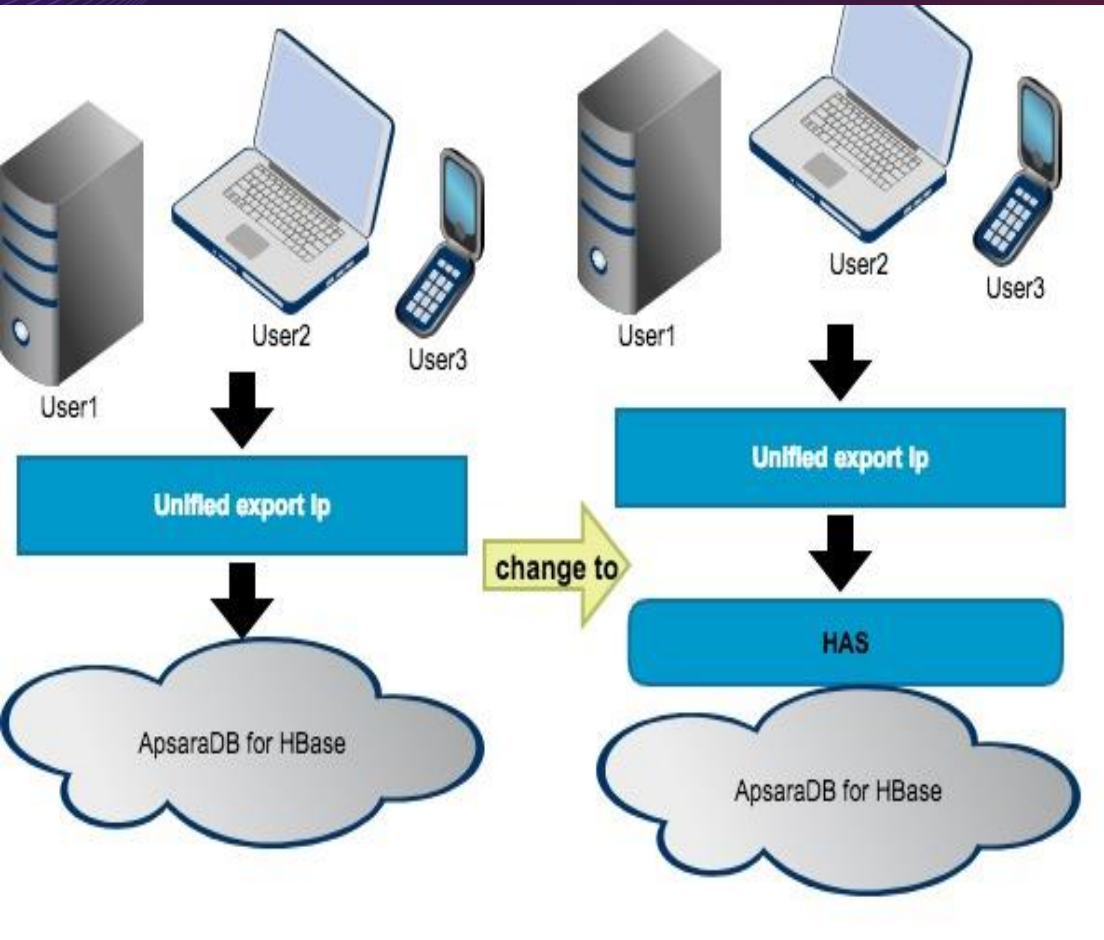 User1
User2
User3
Unified export Ip
ApsaraDB for HBase
change to
User1
User2
User3
Unified export Ip
HAS
ApsaraDB for HBase